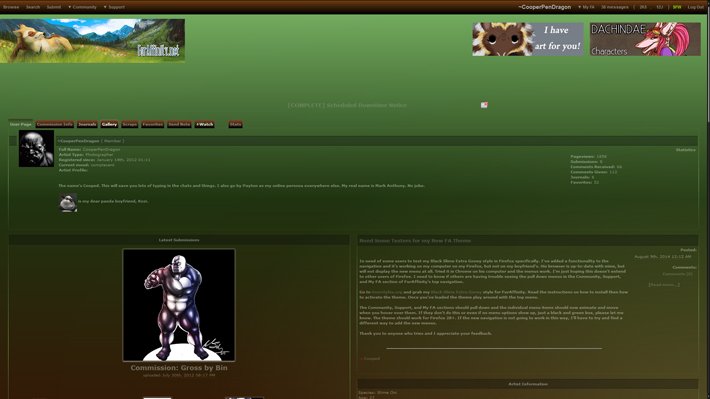 Browse Search Submit ▼ Community ▼ Support
~CooperPenDragon ▼ My FA 38 messages | SFW Log Out
FurAffinity.net
I have
art for you!
DACHINDAE
Characters
[COMPLETE] Scheduled Downtime Notice
User Page Commission Info Journals Gallery Scraps Favorites Send Note +Watch Stats
~CooperPenDragon ( Member )
Full Name: CooperPenDragon
Artist Type: Photographer
Registered since: January 14th, 2012 01:11
Current mood: complacent
Artist Profile:
Statistics
Pageviews: 1856
Submissions: 5
Comments Received: 96
Comments Given: 112
Journals: 5
Favorites: 52
The name's Cooped. This will save you lots of typing in the chats and things. I also go by Payton as my online persona everywhere else. My real name is Mark Anthony. No joke.
is my dear panda boyfriend, Kost.
Latest Submissions
Commission: Gross by Bin
uploaded July 30th, 2012 08:17 PM
Need Some Testers for my New FA Theme
Posted:
August 9th, 2014 12:12 AM
Comments:
Comments (0)
[Read more...]
In need of some users to test my Black Slime Extra Gooey style in Firefox specifically. I've added a functionality to the
navigation and it's working on my computer on my Firefox, but not on my boyfriend's. His browser is up-to-date with mine, but
will not display the new menu at all. Tried it in Chrome on his computer and the menus work. I'm just hoping this doesn't extend
to other users of Firefox. I need to know if others are having trouble seeing the pull down menus in the Community, Support,
and My FA section of FurAffinity's top navigation.
Go to userstyles.org and grab my Black Slime Extra Gooey style for FurAffinity. Read the instructions on how to install then how
to activate the theme. Once you've loaded the theme play around with the top menu.
The Community, Support, and My FA sections should pull down and the individual menu items should now animate and move
when you hover over them. If they don't do this or even if no menu options show up, just a black and green line, please let me
know. The theme should work for Firefox 28+. If the new navigation is not going to work in this way, I'll have to try and find a
different way to add the new menus.
Thank you to anyone who tries and I appreciate your feedback.
- Cooped
Artist Information
Species: Slime Dog